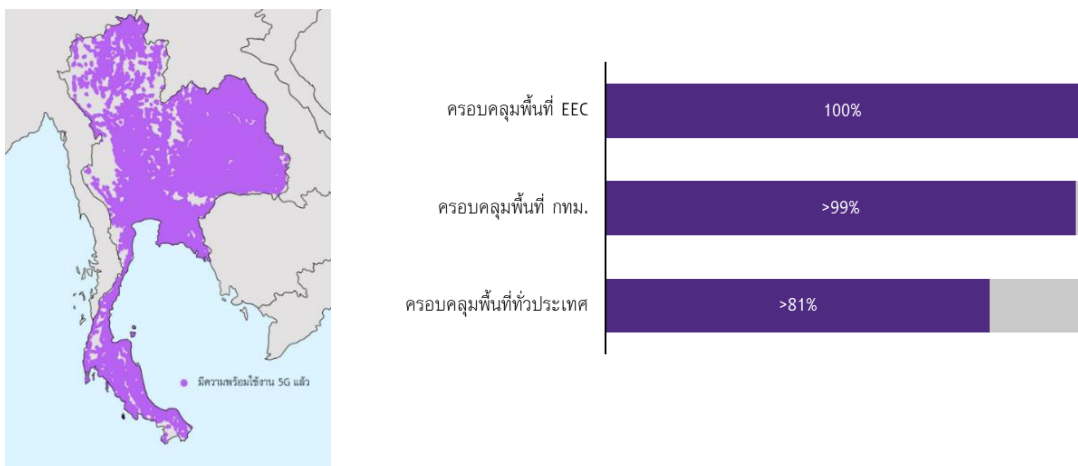 มีความพร้อมใช้งาน 5G แล้ว
ครอบคลุมพื้นที่ EEC
100%
ครอบคลุมพื้นที่ กทม.
>99%
ครอบคลุมพื้นที่ทั่วประเทศ
>81%